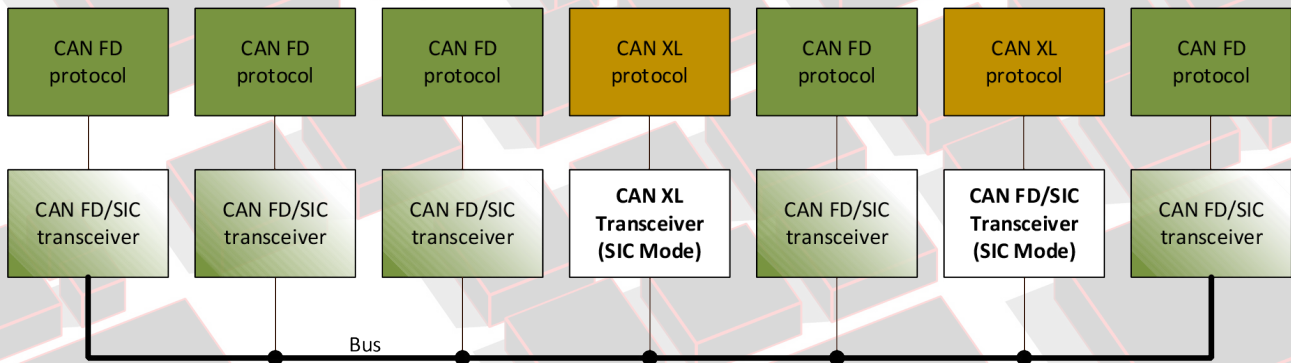 CAN FD
protocol
CAN FD
protocol
CAN FD
protocol
CAN XL
protocol
CAN FD
protocol
CAN XL
protocol
CAN FD
protocol
CAN FD/SIC
transceiver
CAN FD/SIC
transceiver
CAN FD/SIC
transceiver
CAN XL
Transceiver
(SIC Mode)
CAN FD/SIC
transceiver
CAN FD/SIC
Transceiver
(SIC Mode)
CAN FD/SIC
transceiver
Bus